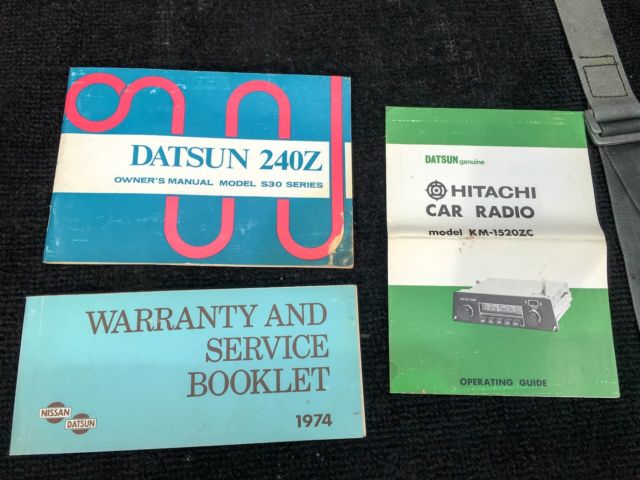 DATSUN 240Z
OWNER'S MANUAL MODEL S30 SERIES
DATSUN genuine
HITACHI
CAR RADIO
model KM-1520ZC
OPERATING GUIDE
WARRANTY AND
SERVICE
BOOKLET
1974
NISSAN
DATSUN